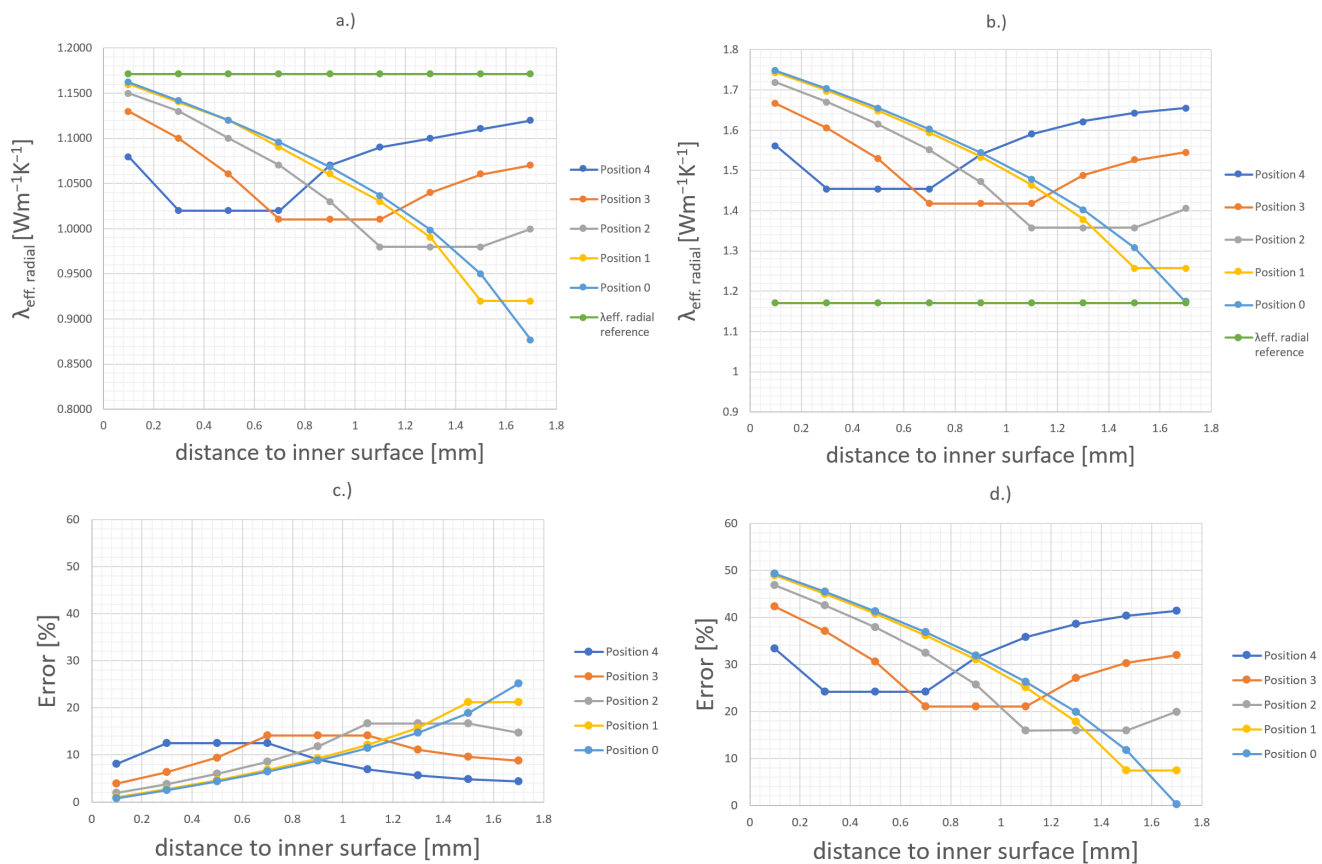 a.)
1.2000
1.1500
1.1000
1.0500
1.0000
0.9500
0.9000
0.8500
0.8000
λeff. radial [Wm⁻¹K⁻¹]
0 0.2 0.4 0.6 0.8 1 1.2 1.4 1.6 1.8
distance to inner surface [mm]
Position 4
Position 3
Position 2
Position 1
Position 0
λeff. radial
reference
b.)
1.8
1.7
1.6
1.5
1.4
1.3
1.2
1.1
1
0.9
λeff. radial [Wm⁻¹K⁻¹]
0 0.2 0.4 0.6 0.8 1 1.2 1.4 1.6 1.8
distance to inner surface [mm]
Position 4
Position 3
Position 2
Position 1
Position 0
λeff. radial
reference
c.)
60
50
40
30
20
10
0
Error [%]
0 0.2 0.4 0.6 0.8 1 1.2 1.4 1.6 1.8
distance to inner surface [mm]
Position 4
Position 3
Position 2
Position 1
Position 0
d.)
60
50
40
30
20
10
0
Error [%]
0 0.2 0.4 0.6 0.8 1 1.2 1.4 1.6 1.8
distance to inner surface [mm]
Position 4
Position 3
Position 2
Position 1
Position 0